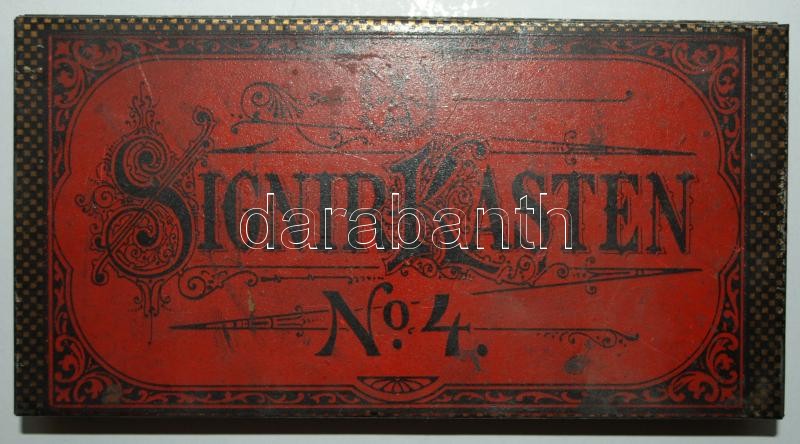 SIGNIRKASTEN
darabanth
No. 4.